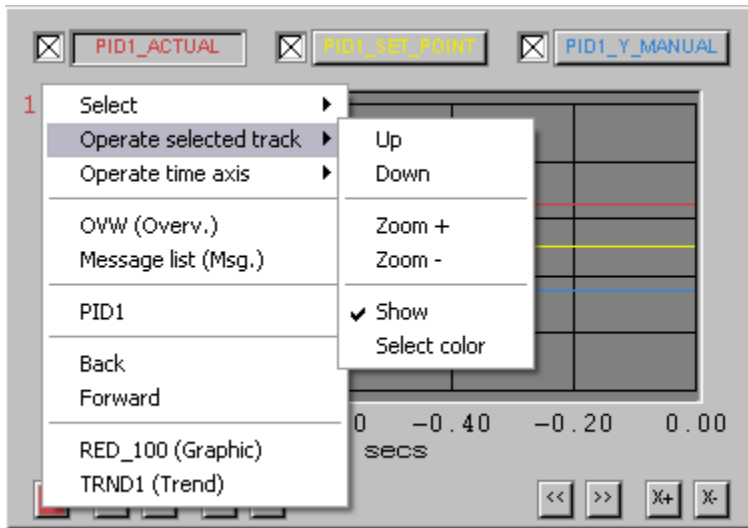 PID1_ACTUAL PID1_SET_POINT PID1_Y_MANUAL
1
Select
Operate selected track
Operate time axis
OVW (Overv.)
Message list (Msg.)
PID1
Back
Forward
RED_100 (Graphic)
TRND1 (Trend)
Up
Down
Zoom +
Zoom -
Show
Select color
0 -0.40 -0.20 0.00
secs
<< >> X+ X-